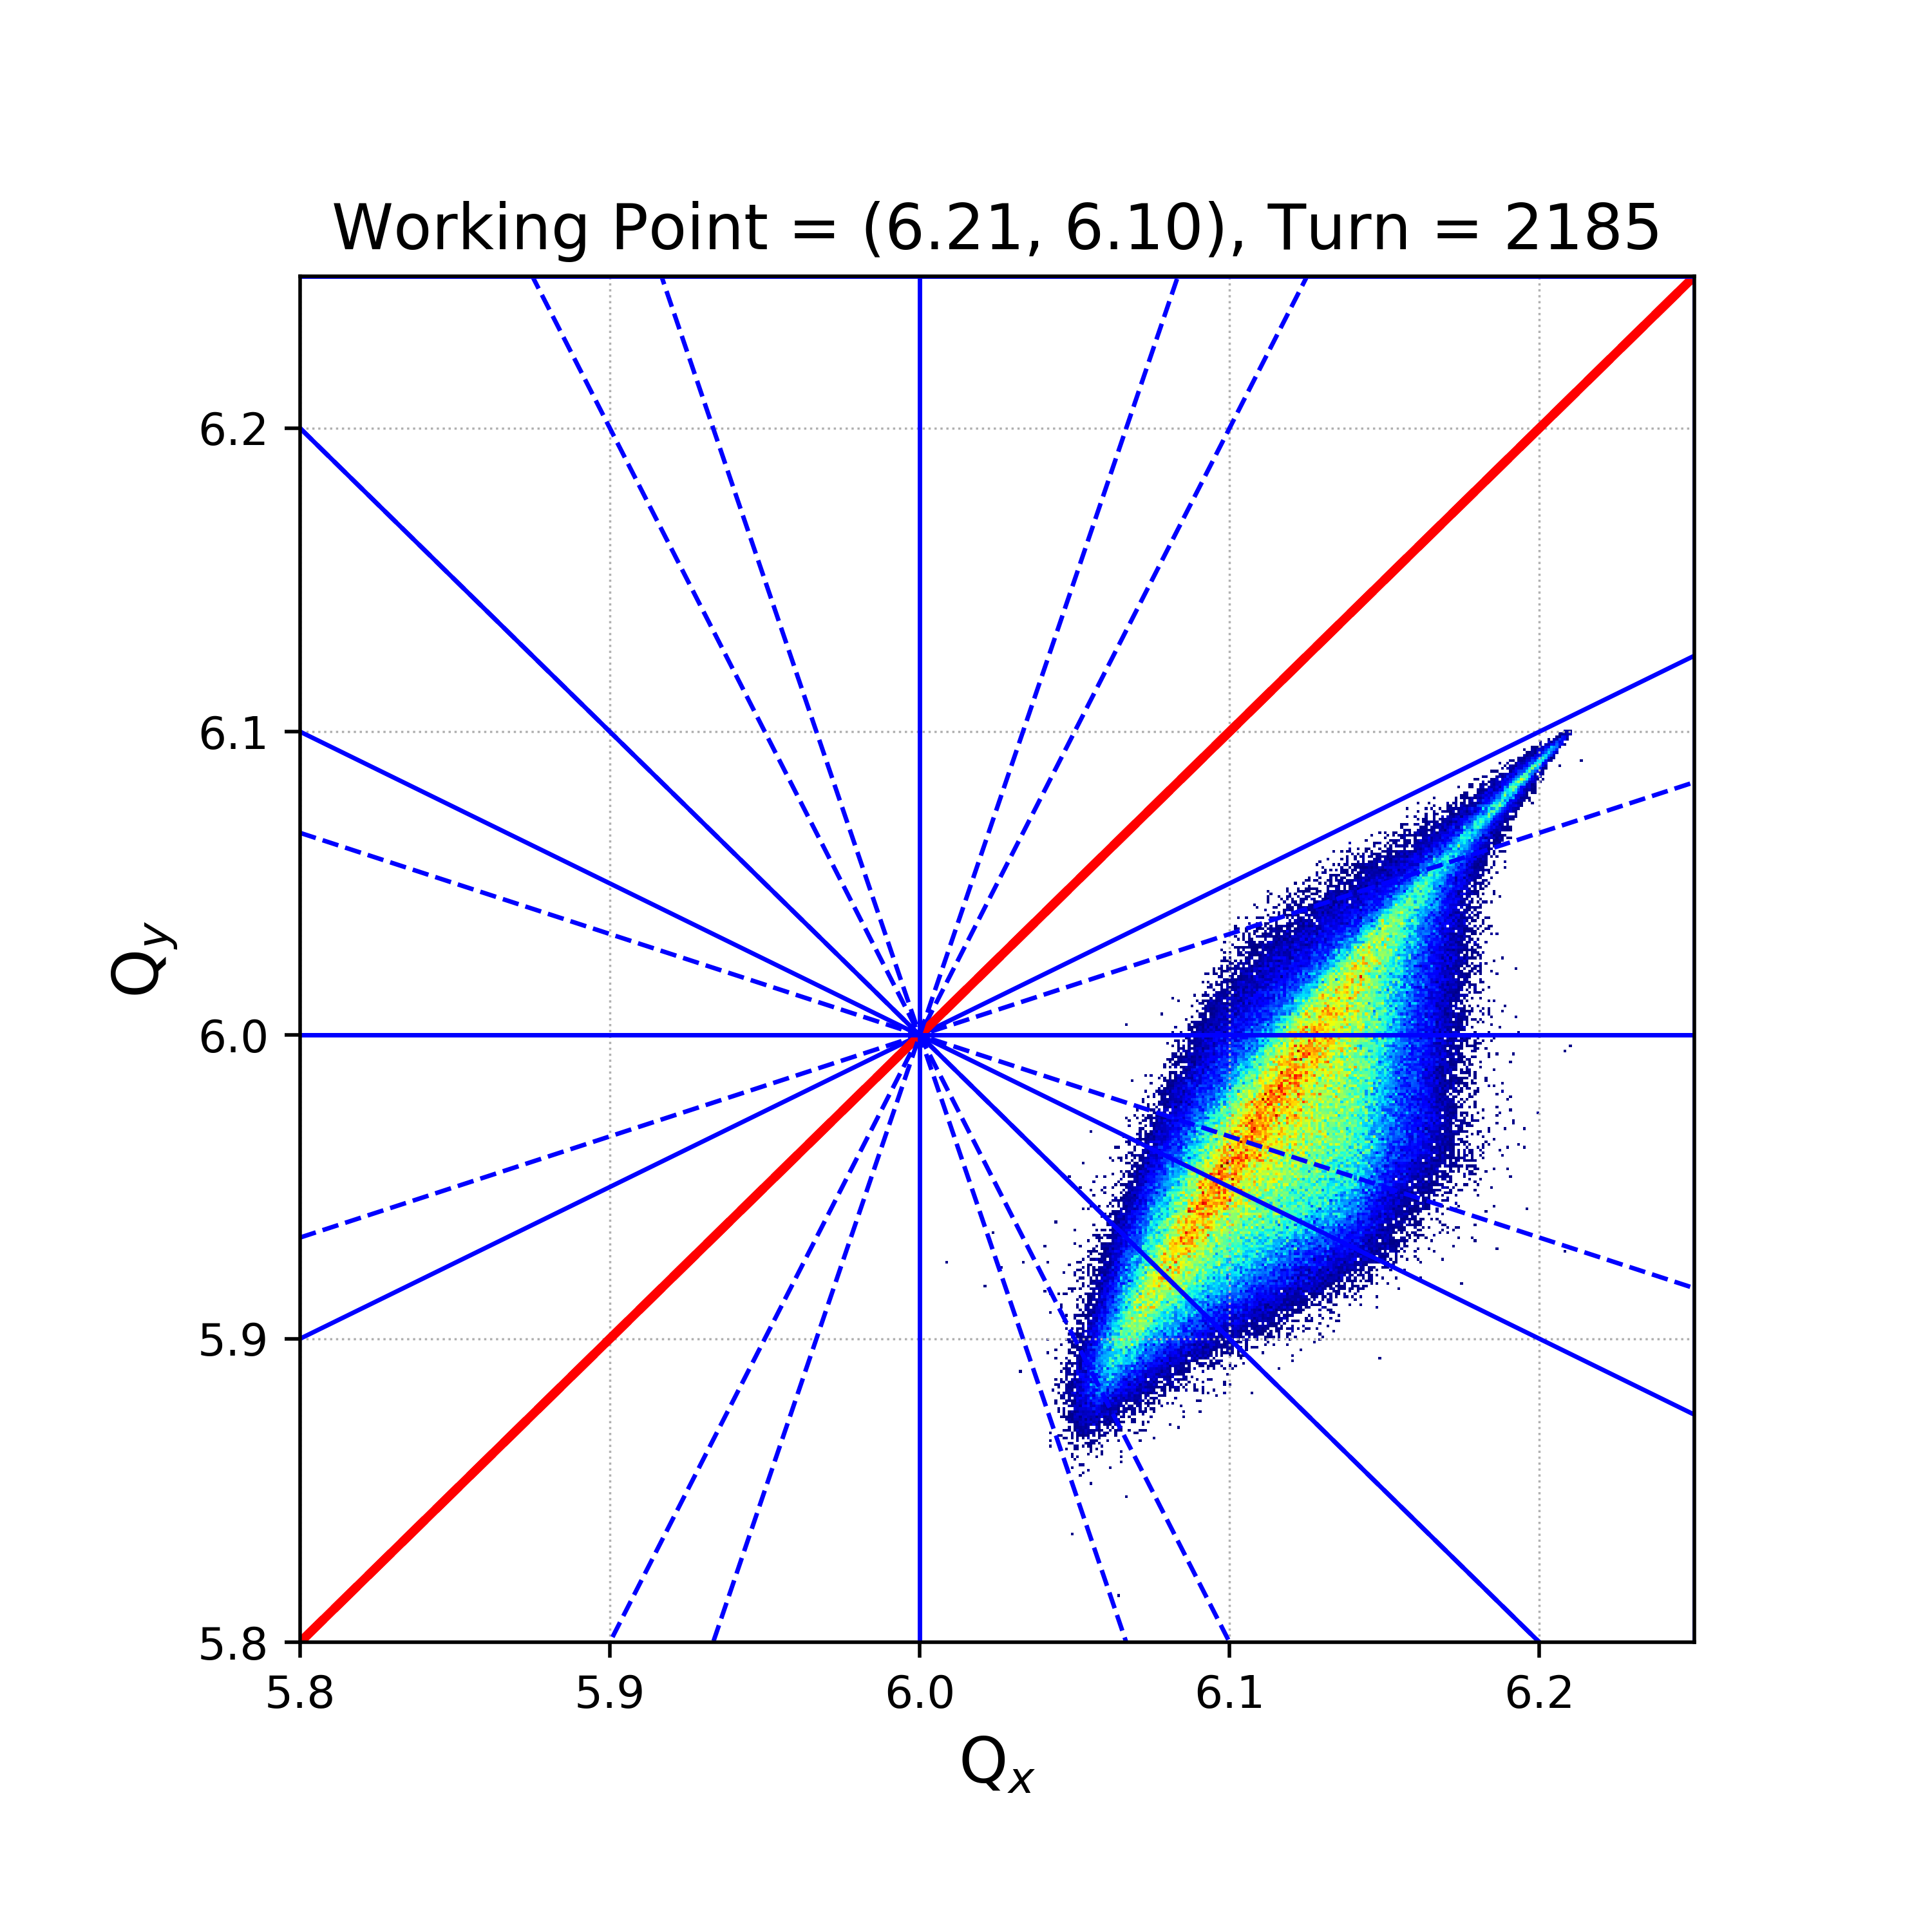 Working Point = (6.21, 6.10), Turn = 2185
6.2
6.1
6.0
5.9
5.8
Qy
5.8 5.9 6.0 6.1 6.2
Qx